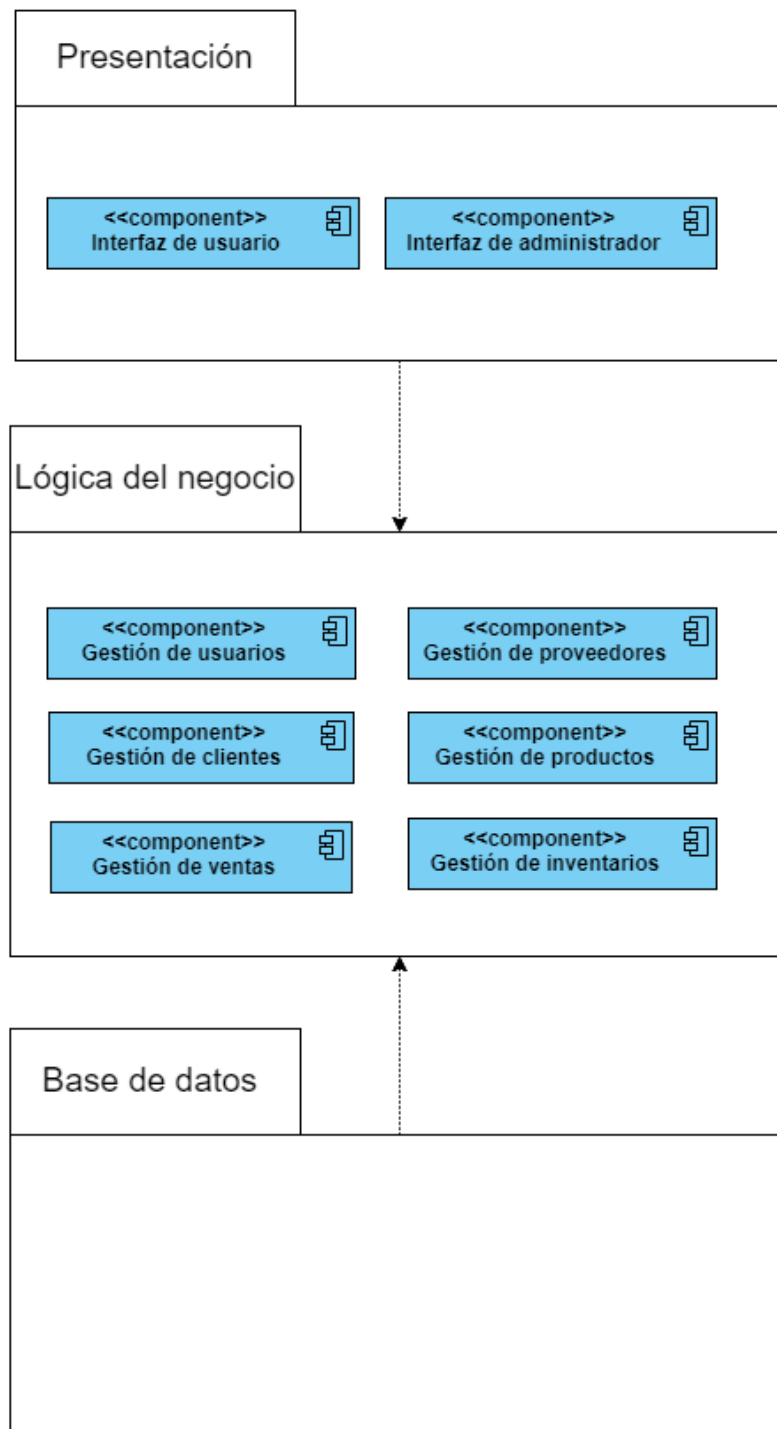 Presentación
<<component>>
Interfaz de usuario
<<component>>
Interfaz de administrador
Lógica del negocio
<<component>>
Gestión de usuarios
<<component>>
Gestión de proveedores
<<component>>
Gestión de clientes
<<component>>
Gestión de productos
<<component>>
Gestión de ventas
<<component>>
Gestión de inventarios
Base de datos